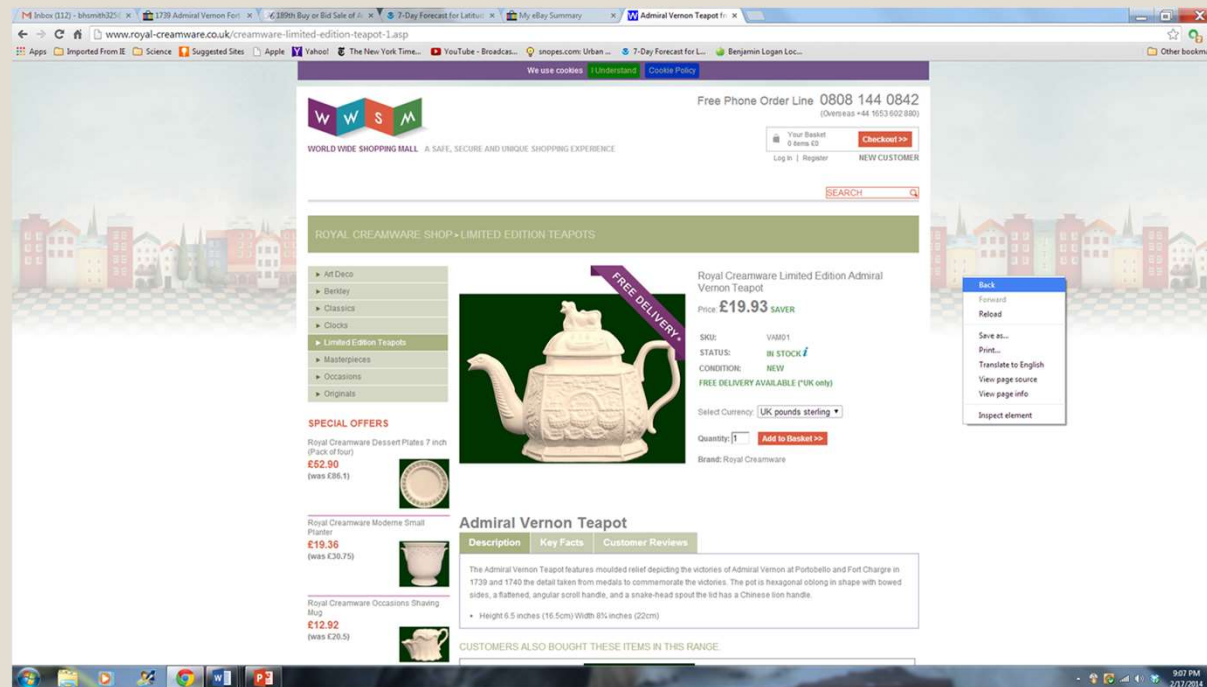 Inbox (112) - bhsmith325
1739 Admiral Vernon Fort
189th Buy or Bid Sale of A
7-Day Forecast for Latitud
My eBay Summary
Admiral Vernon Teapot fr
www.royal-creamware.co.uk/creamware-limited-edition-teapot-1.asp
Apps Imported From IE Science Suggested Sites Apple Yahoo! The New York Time... YouTube - Broadcas... snopes.com: Urban ... 7-Day Forecast for L... Benjamin Logan Loc... Other bookma
We use cookies I Understand Cookie Policy
W W S M
WORLD WIDE SHOPPING MALL A SAFE, SECURE AND UNIQUE SHOPPING EXPERIENCE
Free Phone Order Line 0808 144 0842
(Overseas +44 1653 602 880)
Your Basket
0 items £0
Checkout >>
Log in | Register NEW CUSTOMER
SEARCH
ROYAL CREAMWARE SHOP ▸ LIMITED EDITION TEAPOTS
Art Deco
Berkley
Classics
Clocks
Limited Edition Teapots
Masterpieces
Occasions
Originals
SPECIAL OFFERS
Royal Creamware Dessert Plates 7 inch
(Pack of four)
£52.90
(was £86.1)
Royal Creamware Moderne Small
Planter
£19.36
(was £30.75)
Royal Creamware Occasions Shaving
Mug
£12.92
(was £20.5)
FREE DELIVERY*
Royal Creamware Limited Edition Admiral
Vernon Teapot
Price: £19.93 SAVER
SKU: VAM01
STATUS: IN STOCK i
CONDITION: NEW
FREE DELIVERY AVAILABLE (*UK only)
Select Currency: UK pounds sterling
Quantity: 1 Add to Basket >>
Brand: Royal Creamware
Admiral Vernon Teapot
Description Key Facts Customer Reviews
The Admiral Vernon Teapot features moulded relief depicting the victories of Admiral Vernon at Portobello and Fort Chargre in
1739 and 1740 the detail taken from medals to commemorate the victories. The pot is hexagonal oblong in shape with bowed
sides, a flattened, angular scroll handle, and a snake-head spout the lid has a Chinese lion handle.
• Height 6.5 inches (16.5cm) Width 8¾ inches (22cm)
CUSTOMERS ALSO BOUGHT THESE ITEMS IN THIS RANGE.
Back
Forward
Reload
Save as...
Print...
Translate to English
View page source
View page info
Inspect element
9:07 PM
2/17/2014